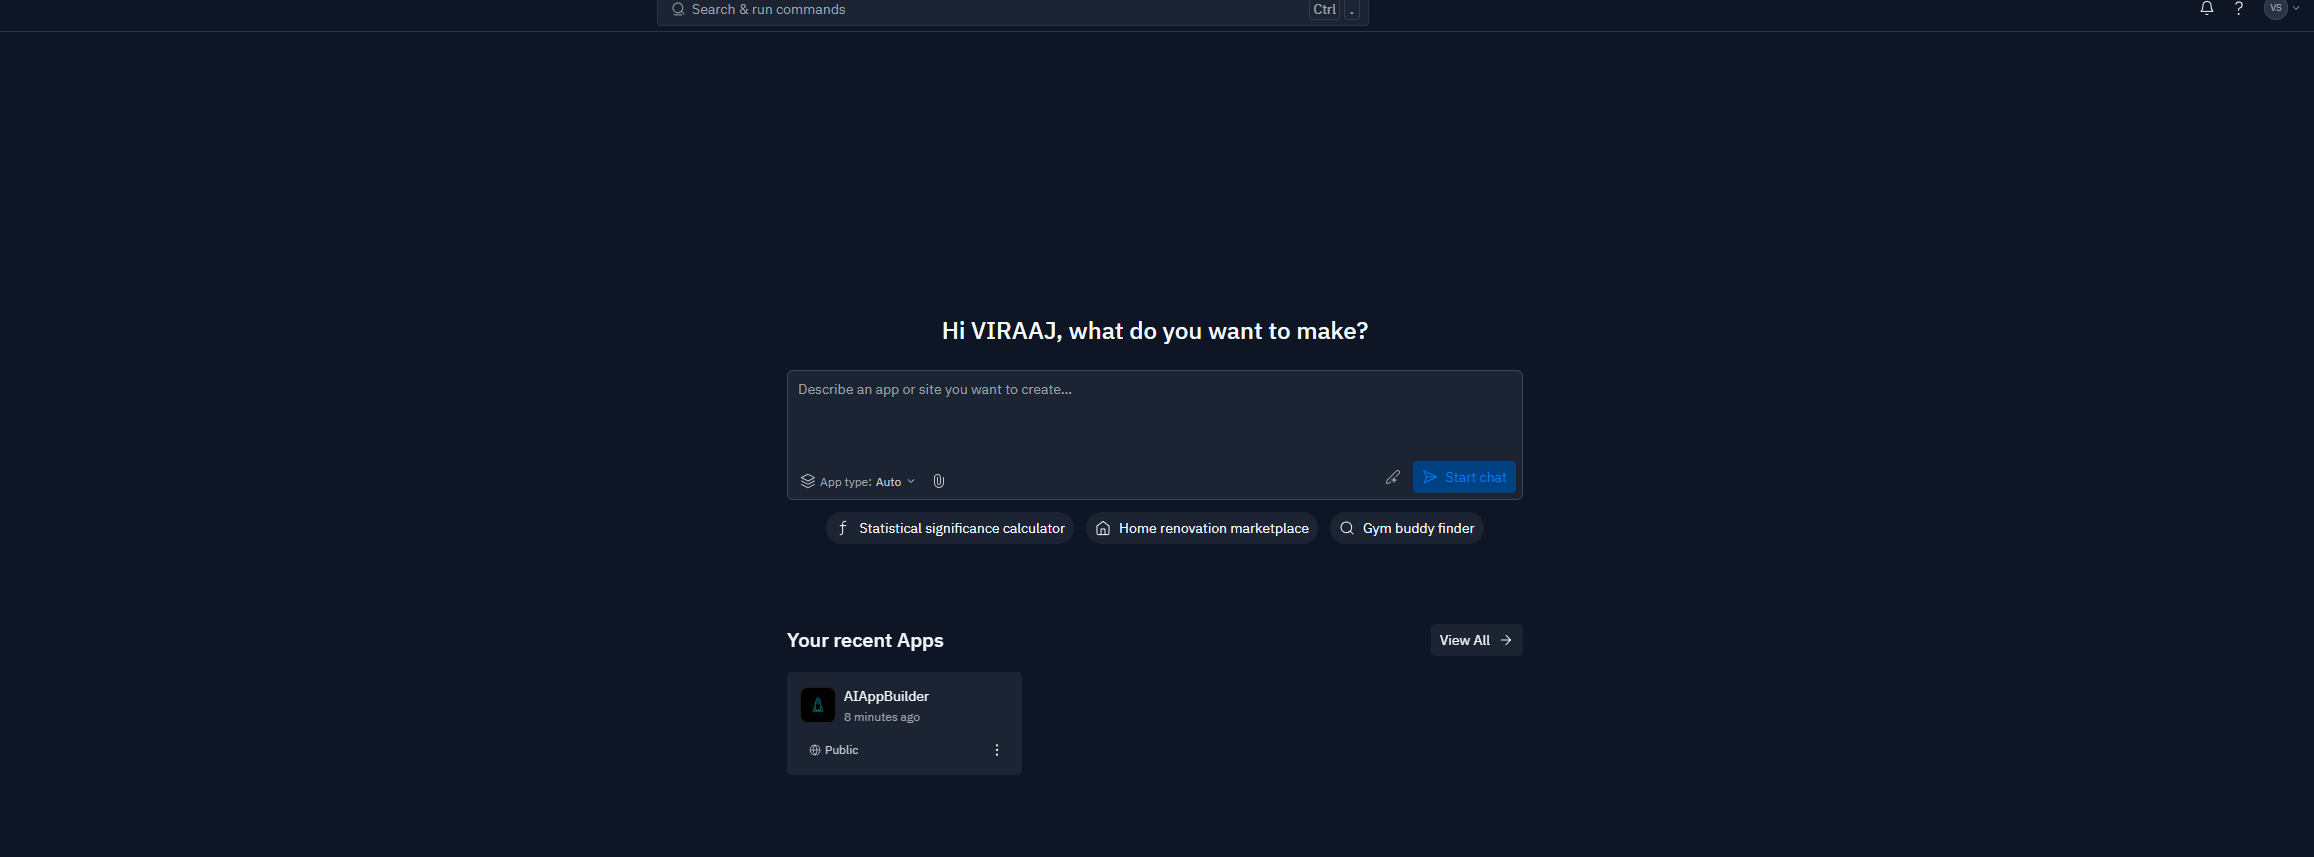 Search & run commands
Ctrl .
VS
Hi VIRAAJ, what do you want to make?
Describe an app or site you want to create...
App type: Auto
Start chat
Statistical significance calculator
Home renovation marketplace
Gym buddy finder
Your recent Apps
View All
AIAppBuilder
8 minutes ago
Public